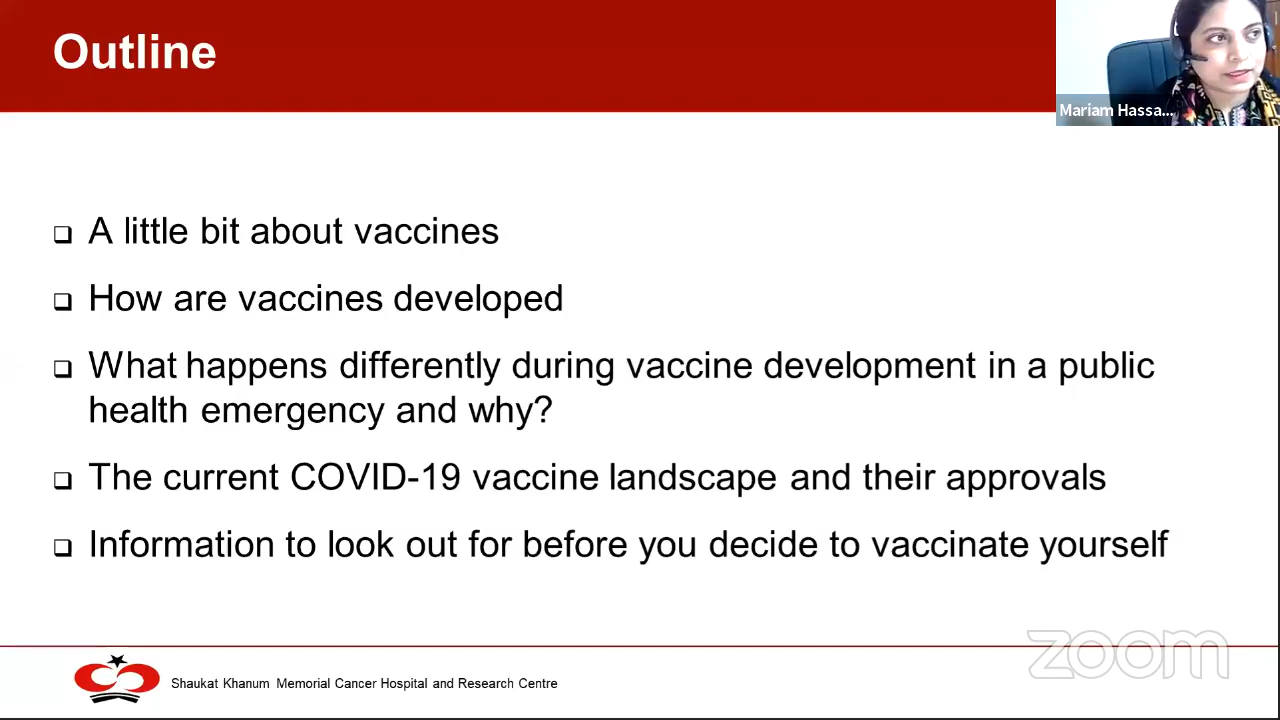 Outline
Mariam Hassa...
A little bit about vaccines
How are vaccines developed
What happens differently during vaccine development in a public
health emergency and why?
The current COVID-19 vaccine landscape and their approvals
Information to look out for before you decide to vaccinate yourself
zoom
Shaukat Khanum Memorial Cancer Hospital and Research Centre